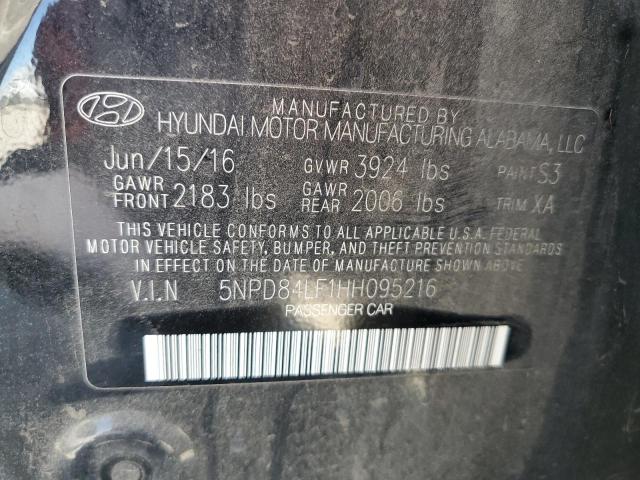 MANUFACTURED BY
HYUNDAI MOTOR MANUFACTURING ALABAMA, LLC
Jun/15/16 GVWR 3924 lbs PAINT S3
GAWR FRONT 2183 lbs GAWR REAR 2006 lbs TRIM XA
THIS VEHICLE CONFORMS TO ALL APPLICABLE U.S.A. FEDERAL
MOTOR VEHICLE SAFETY, BUMPER, AND THEFT PREVENTION STANDARDS
IN EFFECT ON THE DATE OF MANUFACTURE SHOWN ABOVE
V.I.N 5NPD84LF1HH095216
PASSENGER CAR